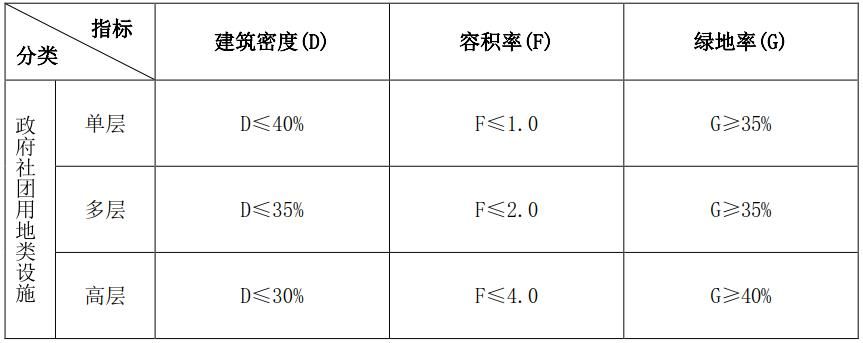 指标
分类
建筑密度(D)
容积率(F)
绿地率(G)
政府社团用地类设施
单层
D≤40%
F≤1.0
G≥35%
多层
D≤35%
F≤2.0
G≥35%
高层
D≤30%
F≤4.0
G≥40%